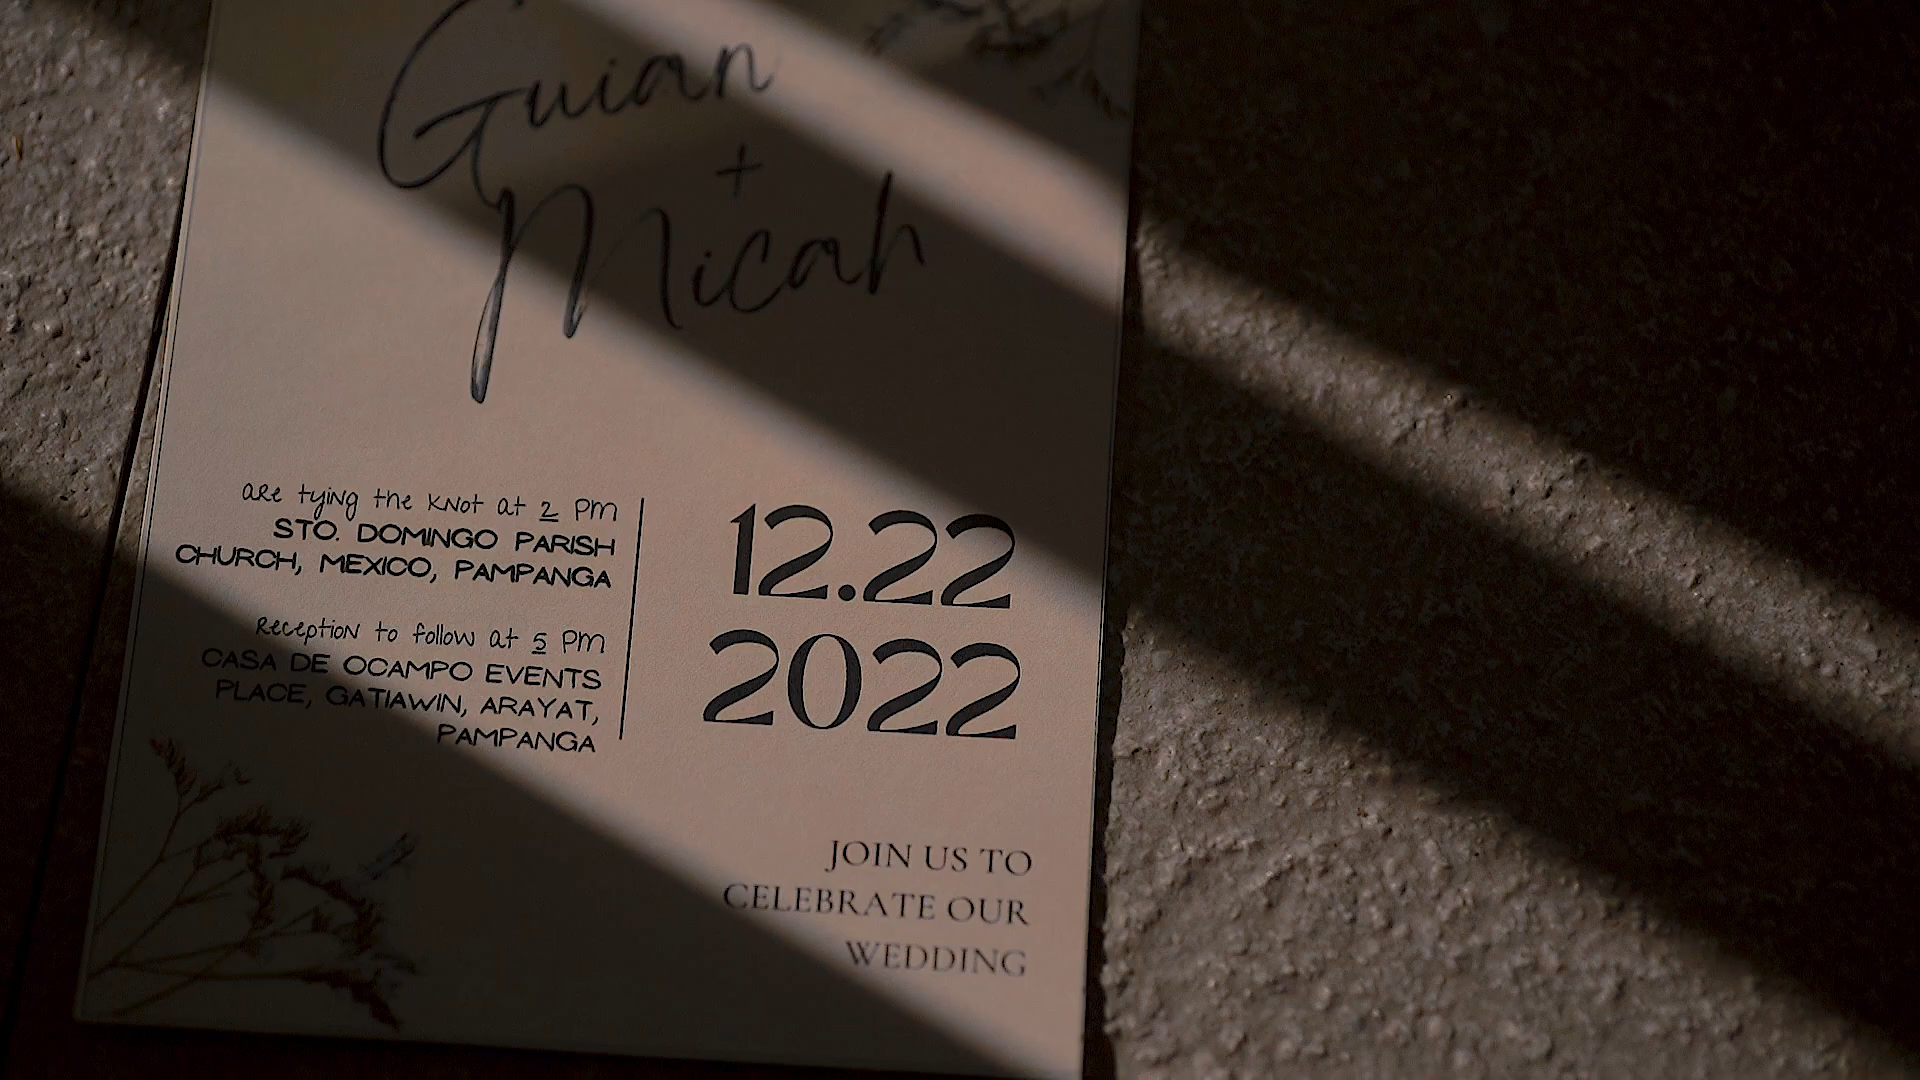 Guian
+
Micah
are tying the knot at 2 PM
STO. DOMINGO PARISH
CHURCH, MEXICO, PAMPANGA
Reception to follow at 5 PM
CASA DE OCAMPO EVENTS
PLACE, GATIAWIN, ARAYAT,
PAMPANGA
12.22
2022
JOIN US TO
CELEBRATE OUR
WEDDING